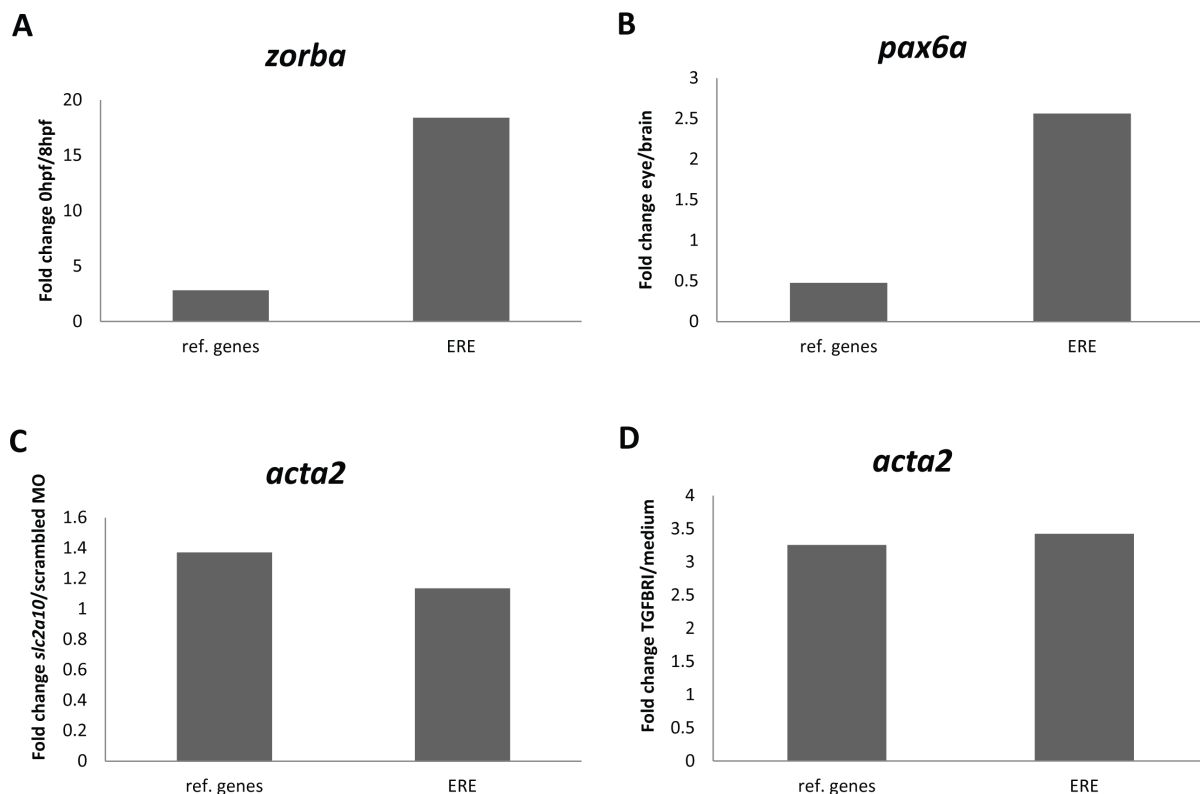 A
zorba
Fold change 0hpf/8hpf
20
15
10
5
0
ref. genes
ERE
B
pax6a
Fold change eye/brain
3
2.5
2
1.5
1
0.5
0
ref. genes
ERE
C
acta2
Fold change slc2a10/scrambled MO
1.6
1.4
1.2
1
0.8
0.6
0.4
0.2
0
ref. genes
ERE
D
acta2
Fold change TGFBRI/medium
4
3.5
3
2.5
2
1.5
1
0.5
0
ref. genes
ERE